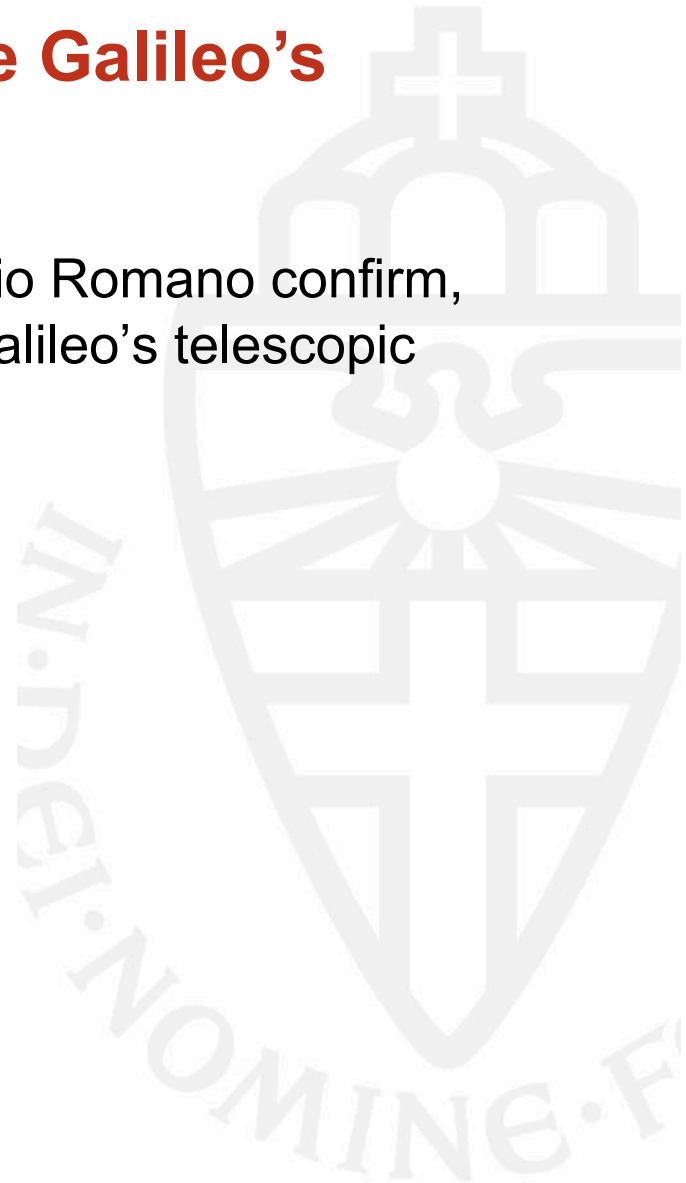 e Galileo’s
io Romano confirm,
alileo’s telescopic
IN·DEI·NOMINE·F